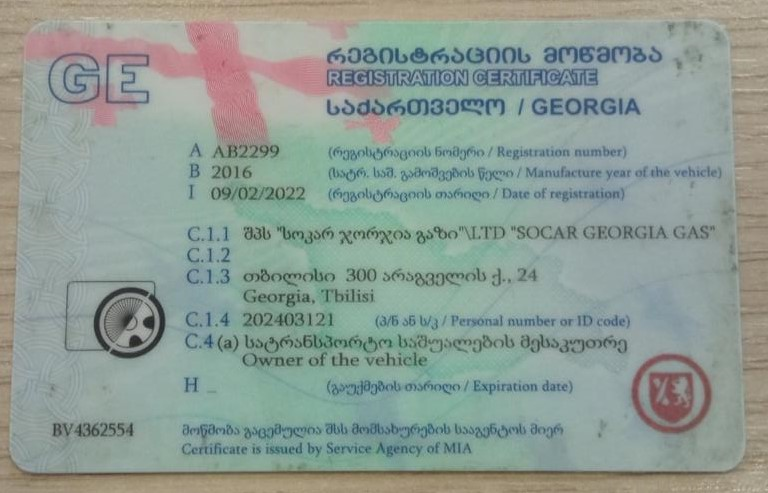 GE
რეგისტრაციის მოწმობა
REGISTRATION CERTIFICATE
საქართველო / GEORGIA
A AB2299 (რეგისტრაციის ნომერი / Registration number)
B 2016 (სატრ. საშ. გამოშვების წელი / Manufacture year of the vehicle)
I 09/02/2022 (რეგისტრაციის თარიღი / Date of registration)
C.1.1 შპს "სოკარ ჯორჯია გაზი"\LTD "SOCAR GEORGIA GAS"
C.1.2
C.1.3 თბილისი 300 არაგველის ქ., 24
Georgia, Tbilisi
C.1.4 202403121 (პ/ნ ან ს/კ / Personal number or ID code)
C.4 (a) სატრანსპორტო საშუალების მესაკუთრე
Owner of the vehicle
H _ (გაუქმების თარიღი / Expiration date)
BV4362554 მოწმობა გაცემულია შსს მომსახურების სააგენტოს მიერ
Certificate is issued by Service Agency of MIA